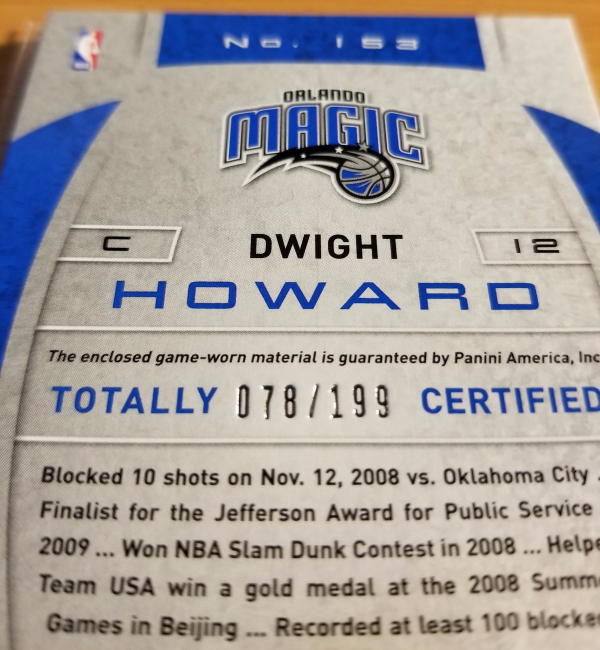 No. 153
ORLANDO
MAGIC
C
DWIGHT
12
HOWARD
The enclosed game-worn material is guaranteed by Panini America, Inc
TOTALLY 078/199 CERTIFIED
Blocked 10 shots on Nov. 12, 2008 vs. Oklahoma City .
Finalist for the Jefferson Award for Public Service
2009 ... Won NBA Slam Dunk Contest in 2008 ... Helpe
Team USA win a gold medal at the 2008 Summe
Games in Beijing ... Recorded at least 100 blocke